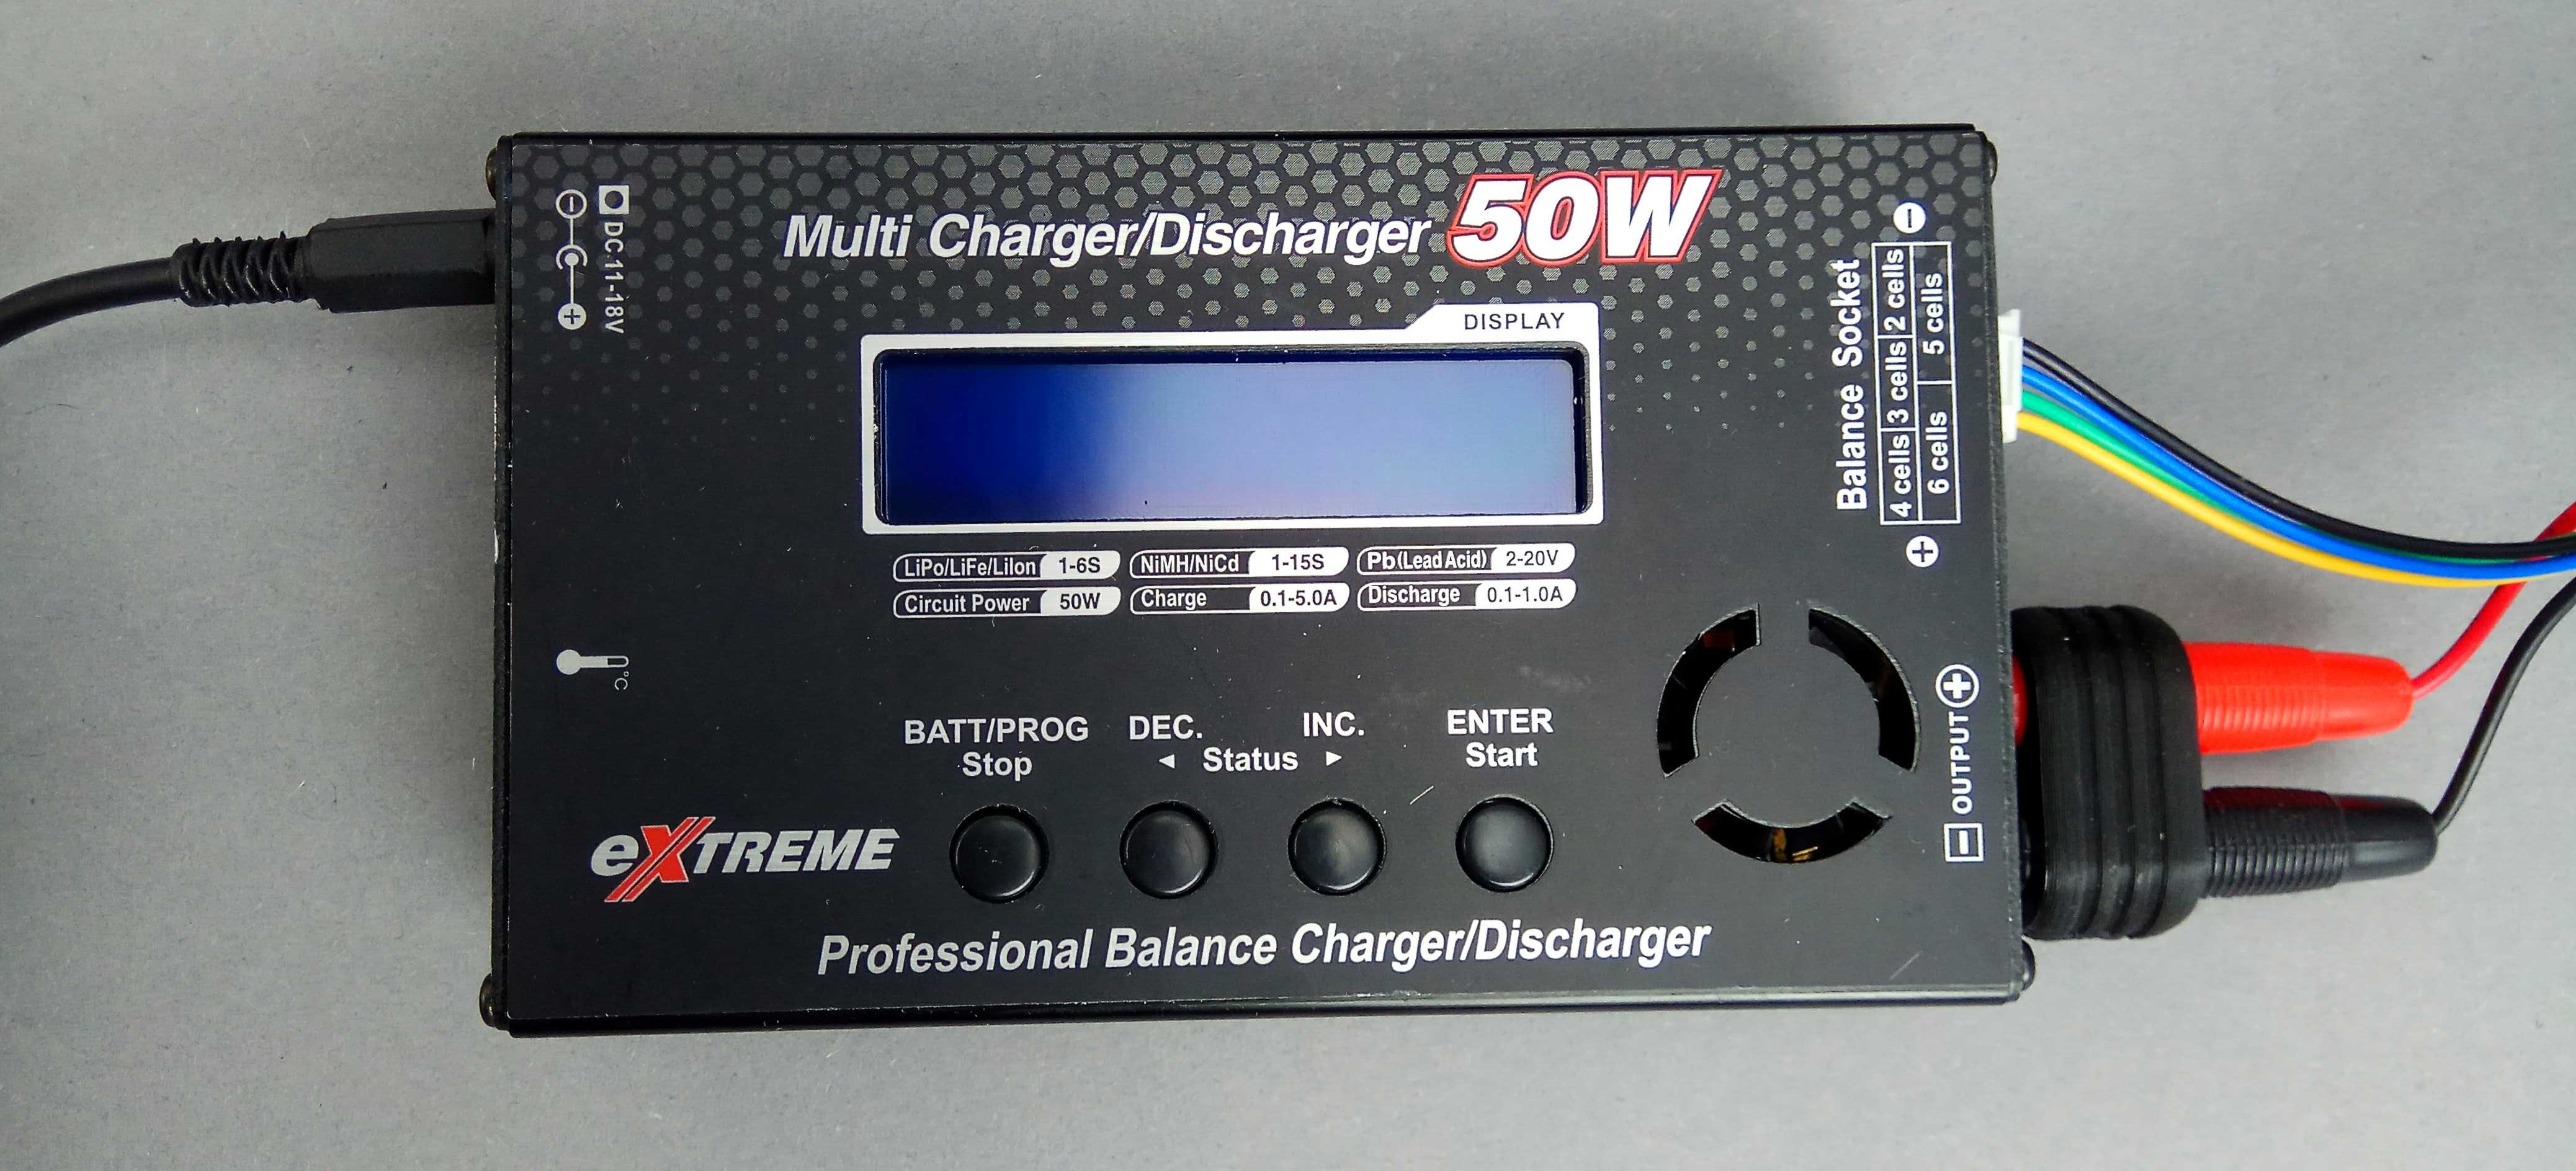 Multi Charger/Discharger 50W
DC 11-18V
DISPLAY
Balance Socket
4 cells 3 cells 2 cells
6 cells 5 cells
LiPo/LiFe/LiIon 1-6S NiMH/NiCd 1-15S Pb(Lead Acid) 2-20V
Circuit Power 50W Charge 0.1-5.0A Discharge 0.1-1.0A
°C
BATT/PROG DEC. INC. ENTER
Stop ◄ Status ► Start
OUTPUT
eXTREME
Professional Balance Charger/Discharger